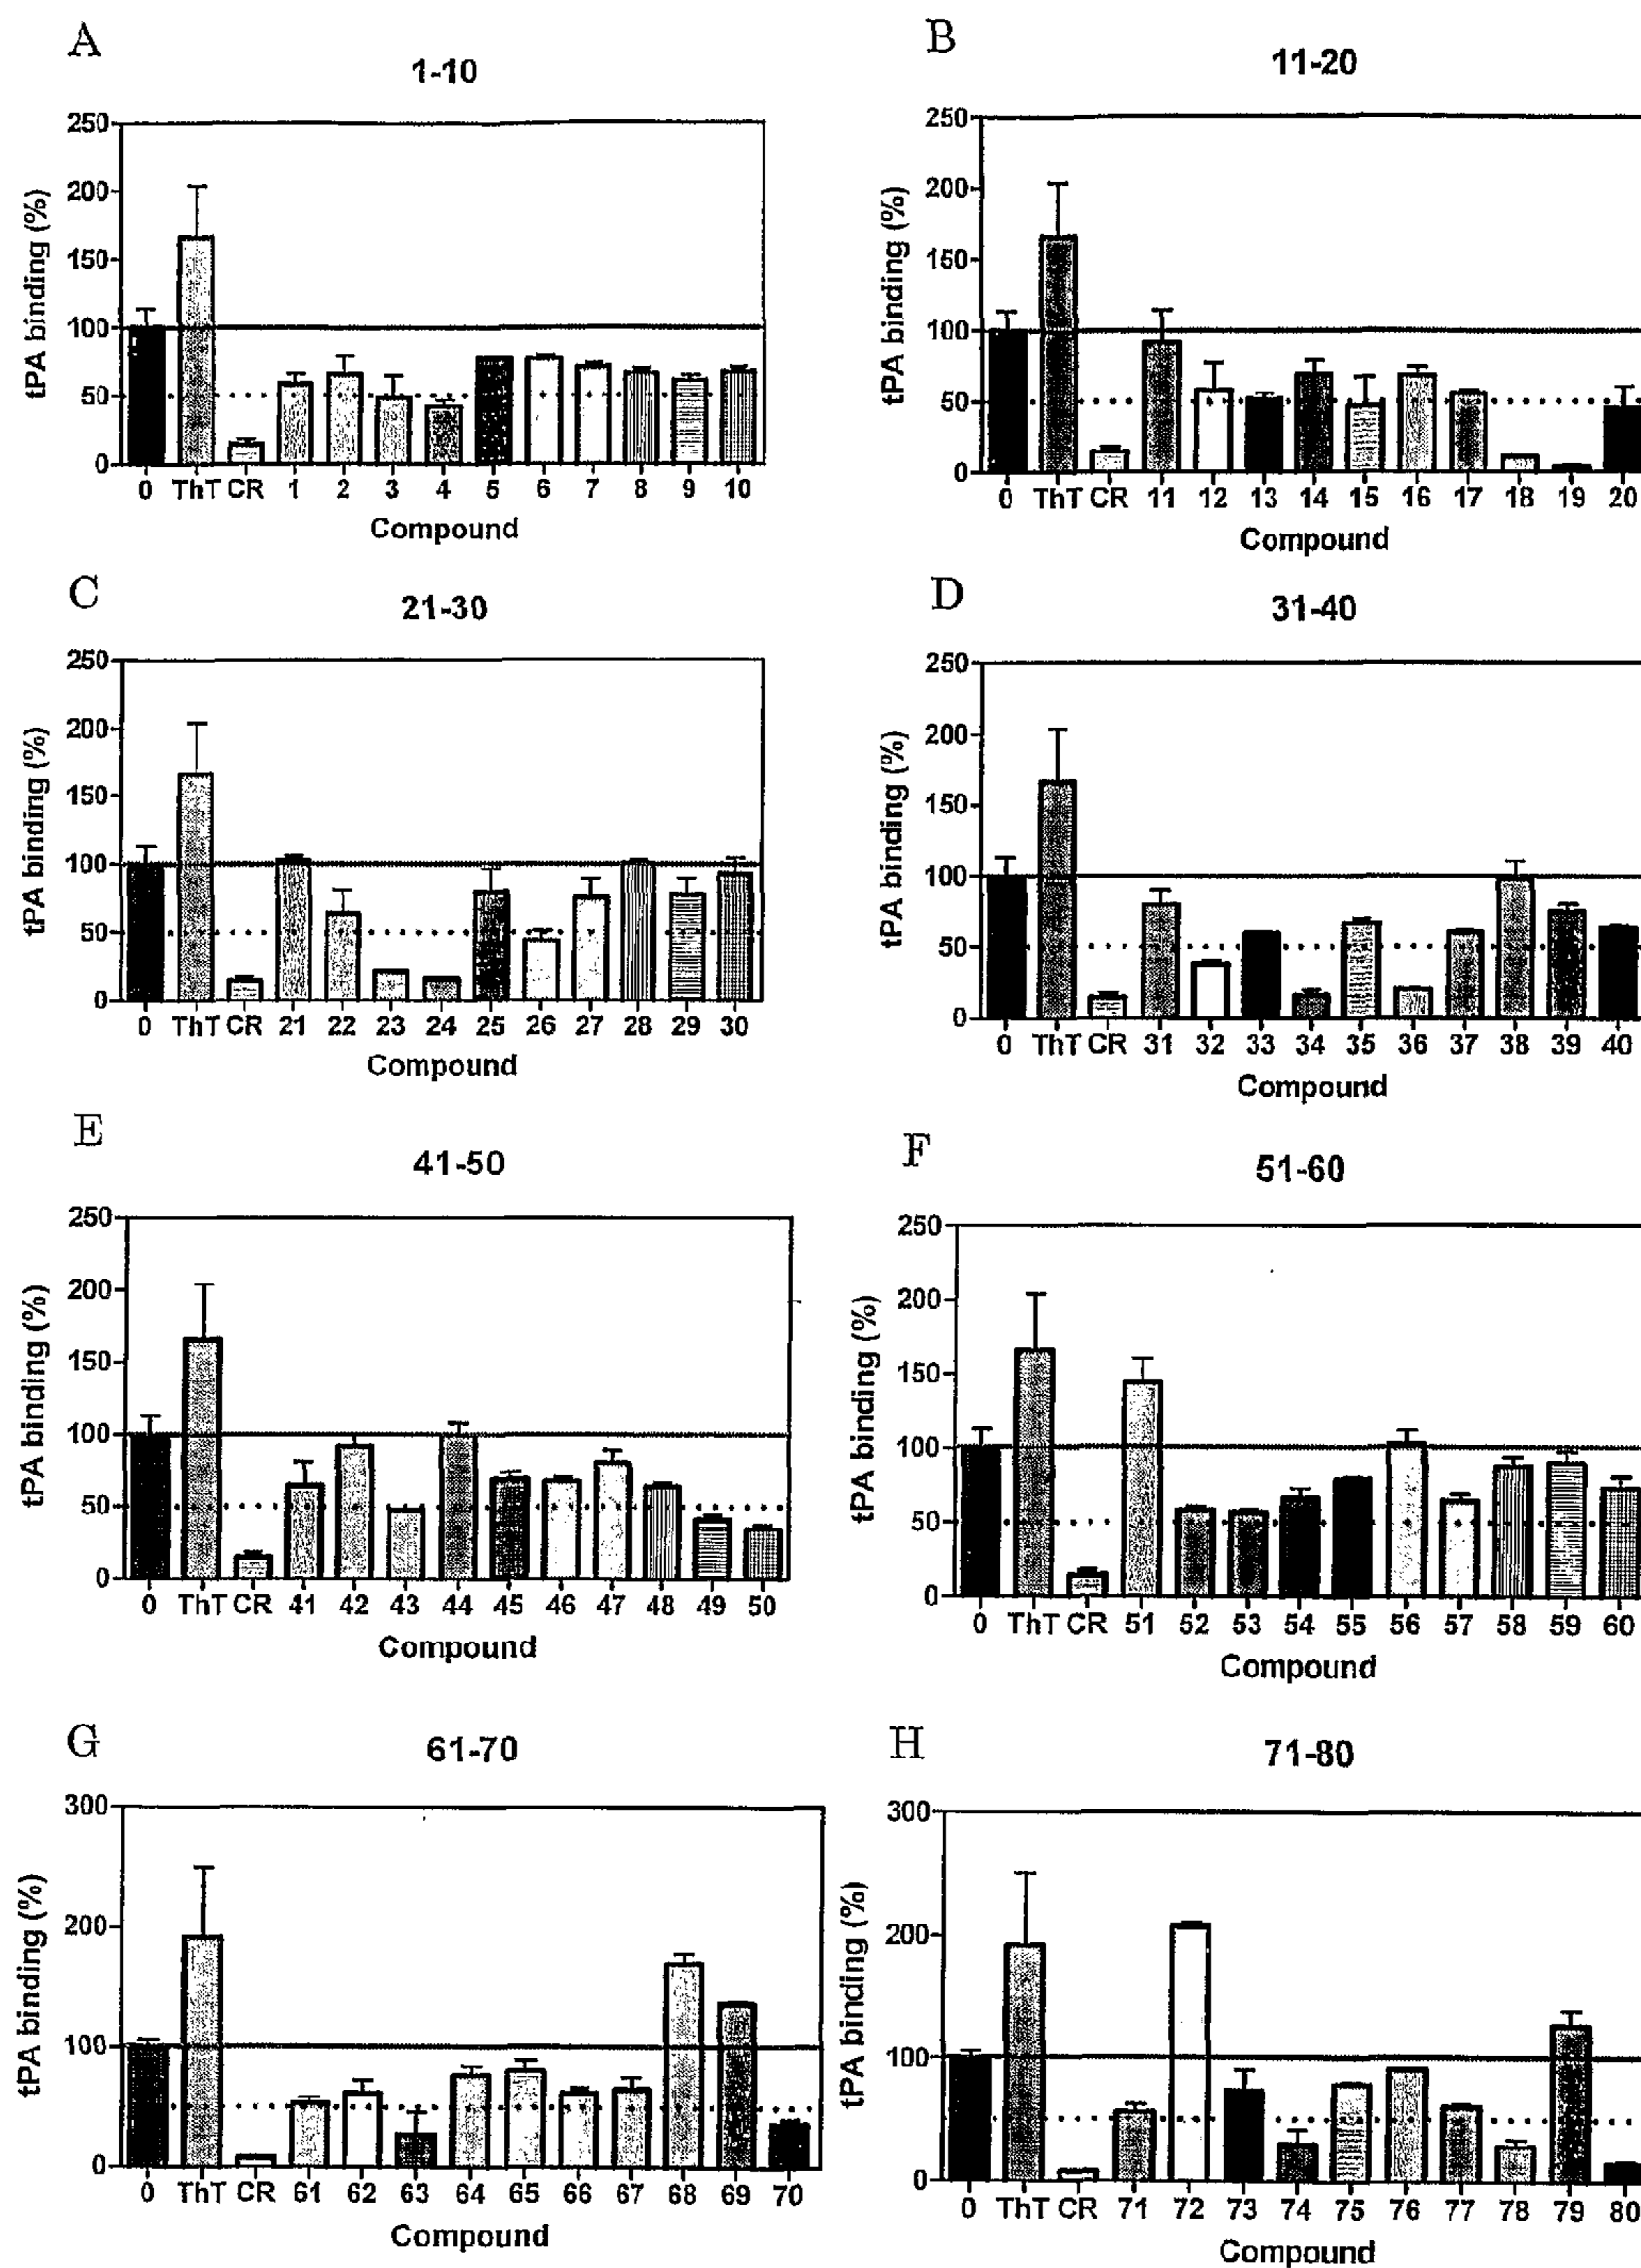 A
1-10
250
200
150
100
50
0
tPA binding (%)
0 ThT CR 1 2 3 4 5 6 7 8 9 10
Compound
B
11-20
250
200
150
100
50
0
tPA binding (%)
0 ThT CR 11 12 13 14 15 16 17 18 19 20
Compound
C
21-30
250
200
150
100
50
0
tPA binding (%)
0 ThT CR 21 22 23 24 25 26 27 28 29 30
Compound
D
31-40
250
200
150
100
50
0
tPA binding (%)
0 ThT CR 31 32 33 34 35 36 37 38 39 40
Compound
E
41-50
250
200
150
100
50
0
tPA binding (%)
0 ThT CR 41 42 43 44 45 46 47 48 49 50
Compound
F
51-60
250
200
150
100
50
0
tPA binding (%)
0 ThT CR 51 52 53 54 55 56 57 58 59 60
Compound
G
61-70
300
200
100
0
tPA binding (%)
0 ThT CR 61 62 63 64 65 66 67 68 69 70
Compound
H
71-80
300
200
100
0
tPA binding (%)
0 ThT CR 71 72 73 74 75 76 77 78 79 80
Compound